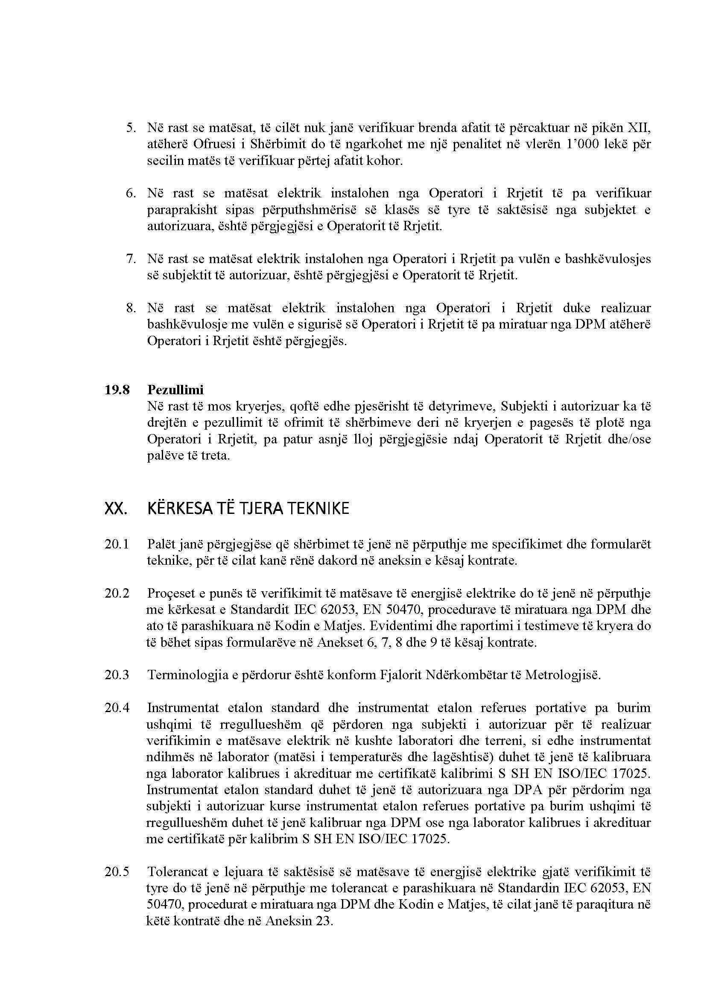 5. Në rast se matësat, të cilët nuk janë verifikuar brenda afatit të përcaktuar në pikën XII,
atëherë Ofruesi i Shërbimit do të ngarkohet me një penalitet në vlerën 1’000 lekë për
secilin matës të verifikuar përtej afatit kohor.
6. Në rast se matësat elektrik instalohen nga Operatori i Rrjetit të pa verifikuar
paraprakisht sipas përputhshmërisë së klasës së tyre të saktësisë nga subjektet e
autorizuara, është përgjegjësi e Operatorit të Rrjetit.
7. Në rast se matësat elektrik instalohen nga Operatori i Rrjetit pa vulën e bashkëvulosjes
së subjektit të autorizuar, është përgjegjësi e Operatorit të Rrjetit.
8. Në rast se matësat elektrik instalohen nga Operatori i Rrjetit duke realizuar
bashkëvulosje me vulën e sigurisë së Operatori i Rrjetit të pa miratuar nga DPM atëherë
Operatori i Rrjetit është përgjegjës.
19.8 Pezullimi
Në rast të mos kryerjes, qoftë edhe pjesërisht të detyrimeve, Subjekti i autorizuar ka të
drejtën e pezullimit të ofrimit të shërbimeve deri në kryerjen e pagesës të plotë nga
Operatori i Rrjetit, pa patur asnjë lloj përgjegjësie ndaj Operatorit të Rrjetit dhe/ose
palëve të treta.
XX. KËRKESA TË TJERA TEKNIKE
20.1 Palët janë përgjegjëse që shërbimet të jenë në përputhje me specifikimet dhe formularët
teknike, për të cilat kanë rënë dakord në aneksin e kësaj kontrate.
20.2 Proçeset e punës të verifikimit të matësave të energjisë elektrike do të jenë në përputhje
me kërkesat e Standardit IEC 62053, EN 50470, procedurave të miratuara nga DPM dhe
ato të parashikuara në Kodin e Matjes. Evidentimi dhe raportimi i testimeve të kryera do
të bëhet sipas formularëve në Anekset 6, 7, 8 dhe 9 të kësaj kontrate.
20.3 Terminologjia e përdorur është konform Fjalorit Ndërkombëtar të Metrologjisë.
20.4 Instrumentat etalon standard dhe instrumentat etalon referues portative pa burim
ushqimi të rregullueshëm që përdoren nga subjekti i autorizuar për të realizuar
verifikimin e matësave elektrik në kushte laboratori dhe terreni, si edhe instrumentat
ndihmës në laborator (matësi i temperaturës dhe lagështisë) duhet të jenë të kalibruara
nga laborator kalibrues i akredituar me certifikatë kalibrimi S SH EN ISO/IEC 17025.
Instrumentat etalon standard duhet të jenë të autorizuara nga DPA për përdorim nga
subjekti i autorizuar kurse instrumentat etalon referues portative pa burim ushqimi të
rregullueshëm duhet të jenë kalibruar nga DPM ose nga laborator kalibrues i akredituar
me certifikatë për kalibrim S SH EN ISO/IEC 17025.
20.5 Tolerancat e lejuara të saktësisë së matësave të energjisë elektrike gjatë verifikimit të
tyre do të jenë në përputhje me tolerancat e parashikuara në Standardin IEC 62053, EN
50470, procedurat e miratuara nga DPM dhe Kodin e Matjes, të cilat janë të paraqitura në
këtë kontratë dhe në Aneksin 23.